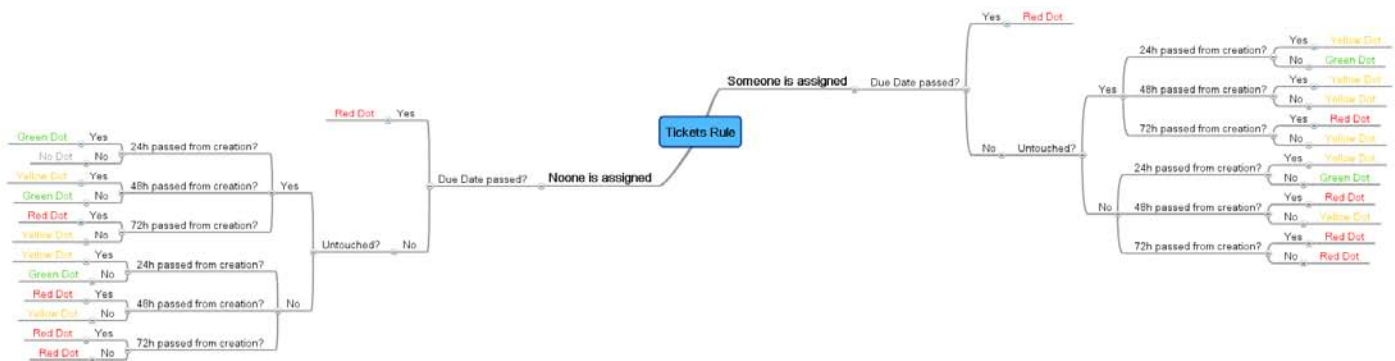 Tickets Rule
Someone is assigned
Due Date passed?
Yes
Red Dot
No
Untouched?
Yes
24h passed from creation?
Yes
Yellow Dot
No
Green Dot
48h passed from creation?
Yes
Yellow Dot
No
Yellow Dot
72h passed from creation?
Yes
Red Dot
No
Yellow Dot
No
24h passed from creation?
Yes
Yellow Dot
No
Green Dot
48h passed from creation?
Yes
Red Dot
No
Yellow Dot
72h passed from creation?
Yes
Red Dot
No
Red Dot
Noone is assigned
Due Date passed?
Yes
Red Dot
No
Untouched?
Yes
24h passed from creation?
Yes
Green Dot
No
No Dot
48h passed from creation?
Yes
Yellow Dot
No
Green Dot
72h passed from creation?
Yes
Red Dot
No
Yellow Dot
No
24h passed from creation?
Yes
Yellow Dot
No
Green Dot
48h passed from creation?
Yes
Red Dot
No
Yellow Dot
72h passed from creation?
Yes
Red Dot
No
Red Dot